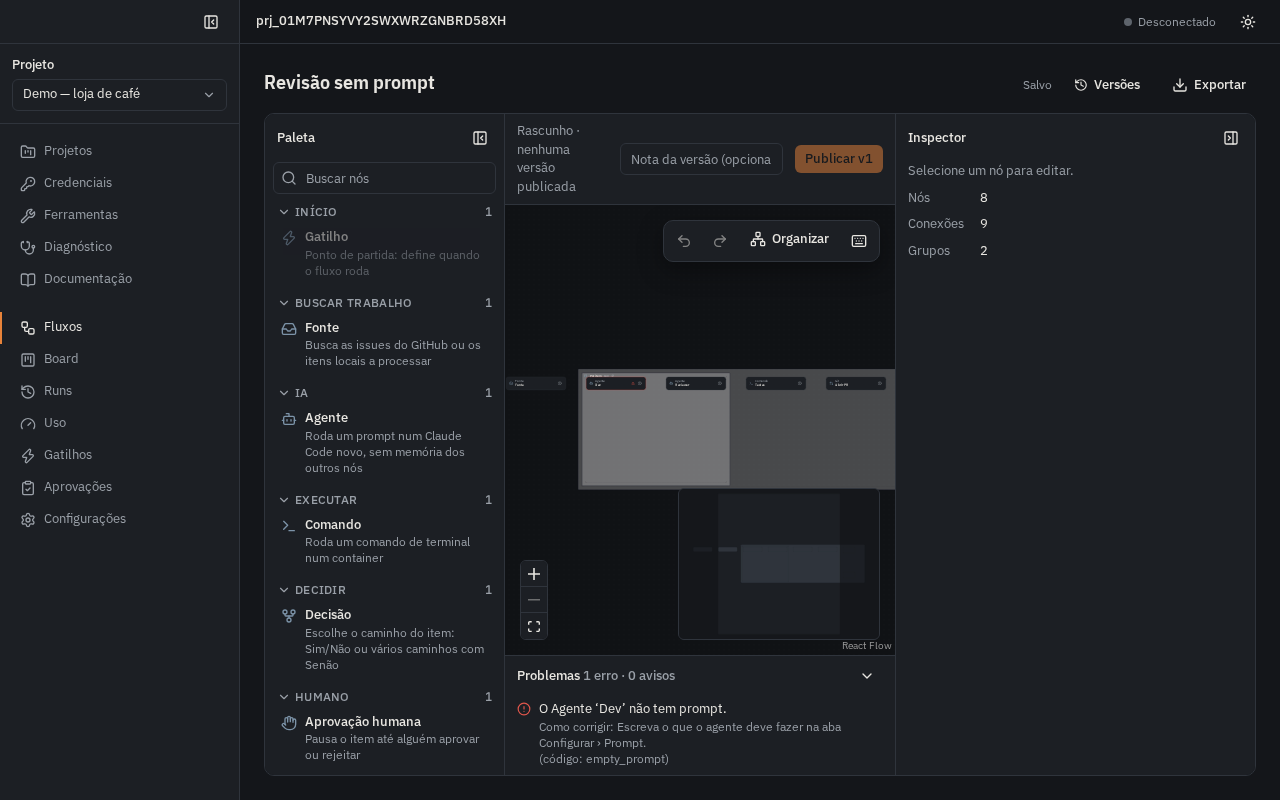 prj_01M7PNSYVY2SWXWRZGNBRD58XH
Desconectado
Projeto
Demo — loja de café
Projetos
Credenciais
Ferramentas
Diagnóstico
Documentação
Fluxos
Board
Runs
Uso
Gatilhos
Aprovações
Configurações
Revisão sem prompt
Salvo
Versões
Exportar
Paleta
Buscar nós
INÍCIO 1
Gatilho
Ponto de partida: define quando
o fluxo roda
BUSCAR TRABALHO 1
Fonte
Busca as issues do GitHub ou os
itens locais a processar
IA 1
Agente
Roda um prompt num Claude
Code novo, sem memória dos
outros nós
EXECUTAR 1
Comando
Roda um comando de terminal
num container
DECIDIR 1
Decisão
Escolhe o caminho do item:
Sim/Não ou vários caminhos com
Senão
HUMANO 1
Aprovação humana
Pausa o item até alguém aprovar
ou rejeitar
Rascunho ·
nenhuma
versão
publicada
Nota da versão (opciona
Publicar v1
Organizar
React Flow
Problemas 1 erro · 0 avisos
O Agente ‘Dev’ não tem prompt.
Como corrigir: Escreva o que o agente deve fazer na aba
Configurar › Prompt.
(código: empty_prompt)
Inspector
Selecione um nó para editar.
Nós 8
Conexões 9
Grupos 2